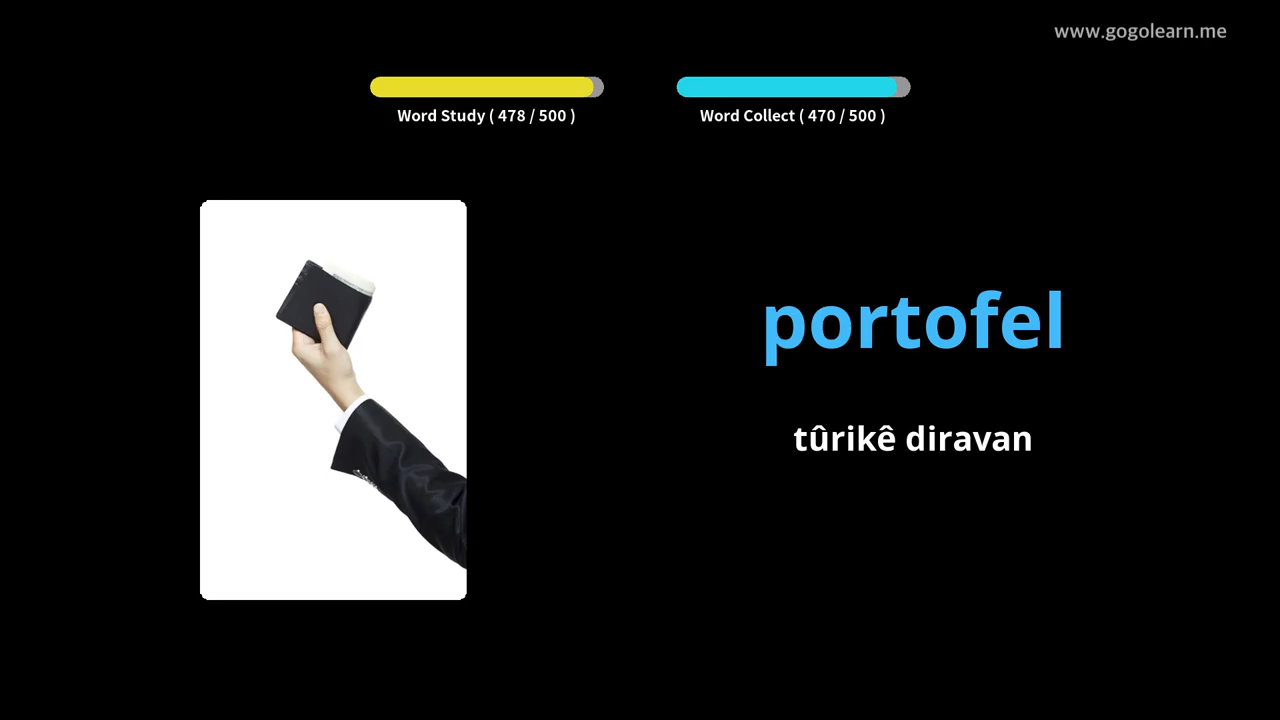 www.gogolearn.me
Word Study ( 478 / 500 )
Word Collect ( 470 / 500 )
portofel
tûrikê diravan